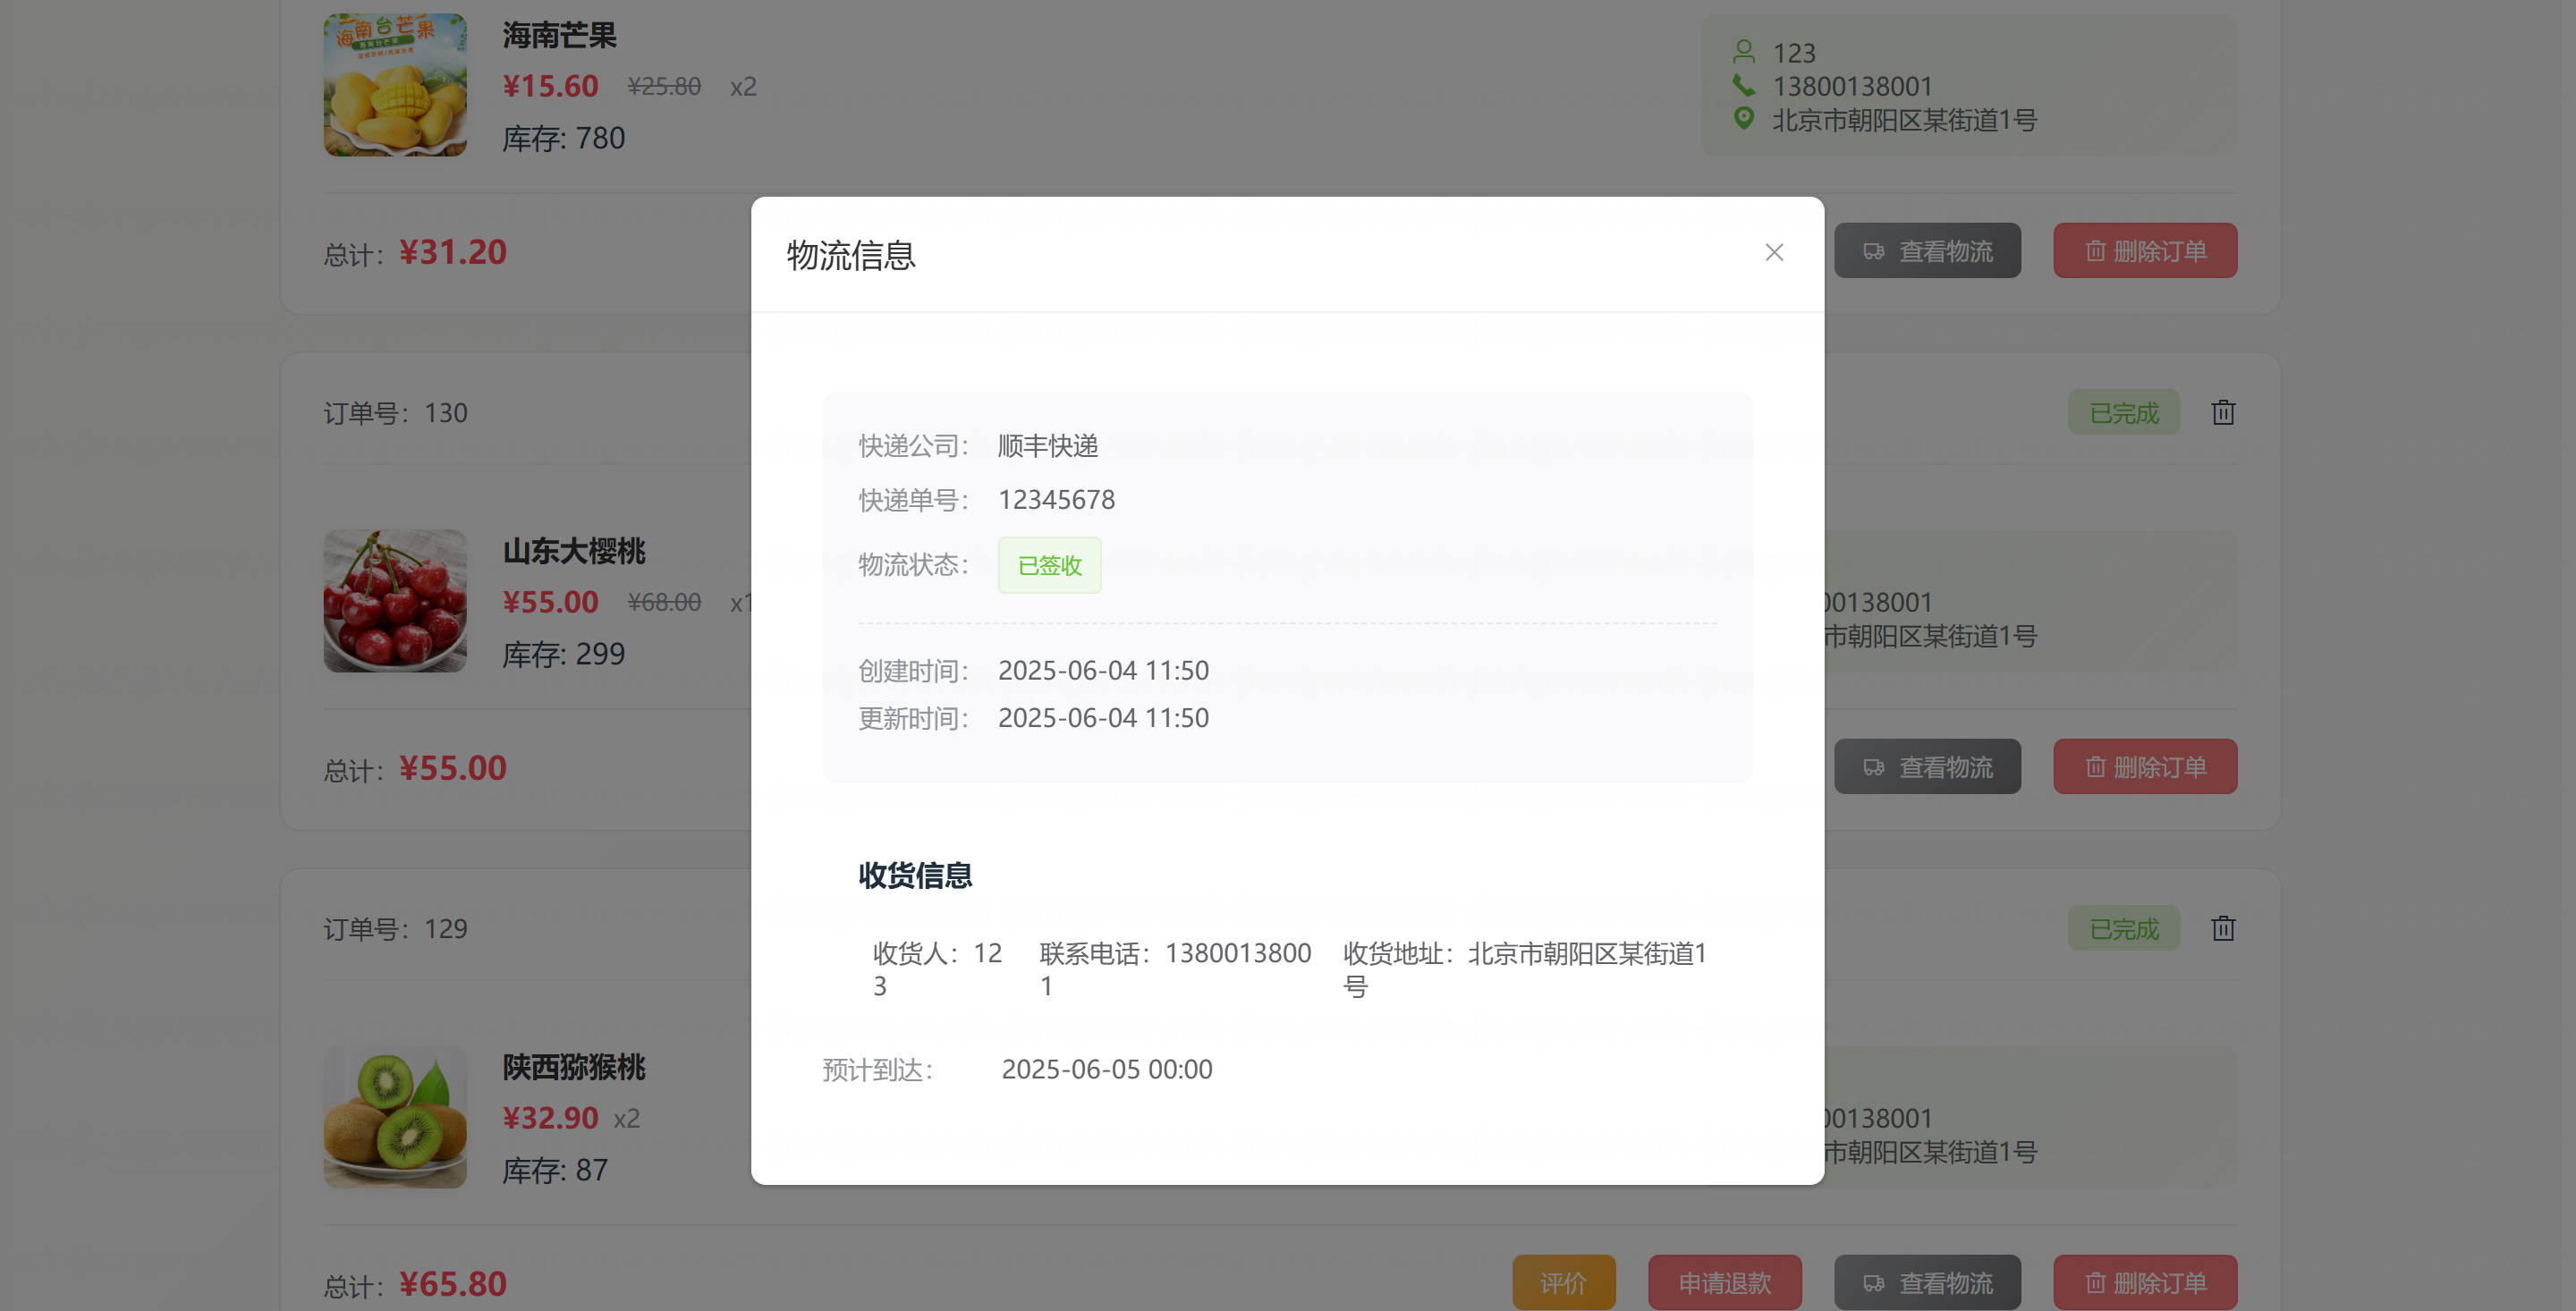 海南台芒果
海南芒果
¥15.60 ¥25.80 x2
库存: 780
123
13800138001
北京市朝阳区某街道1号
总计：¥31.20
查看物流
删除订单
物流信息
快递公司： 顺丰快递
快递单号： 12345678
物流状态： 已签收
创建时间： 2025-06-04 11:50
更新时间： 2025-06-04 11:50
收货信息
收货人：12
3
联系电话：1380013800
1
收货地址：北京市朝阳区某街道1
号
预计到达： 2025-06-05 00:00
订单号：130
已完成
山东大樱桃
¥55.00 ¥68.00 x1
库存: 299
00138001
市朝阳区某街道1号
总计：¥55.00
查看物流
删除订单
订单号：129
已完成
陕西猕猴桃
¥32.90 x2
库存: 87
00138001
市朝阳区某街道1号
总计：¥65.80
评价
申请退款
查看物流
删除订单